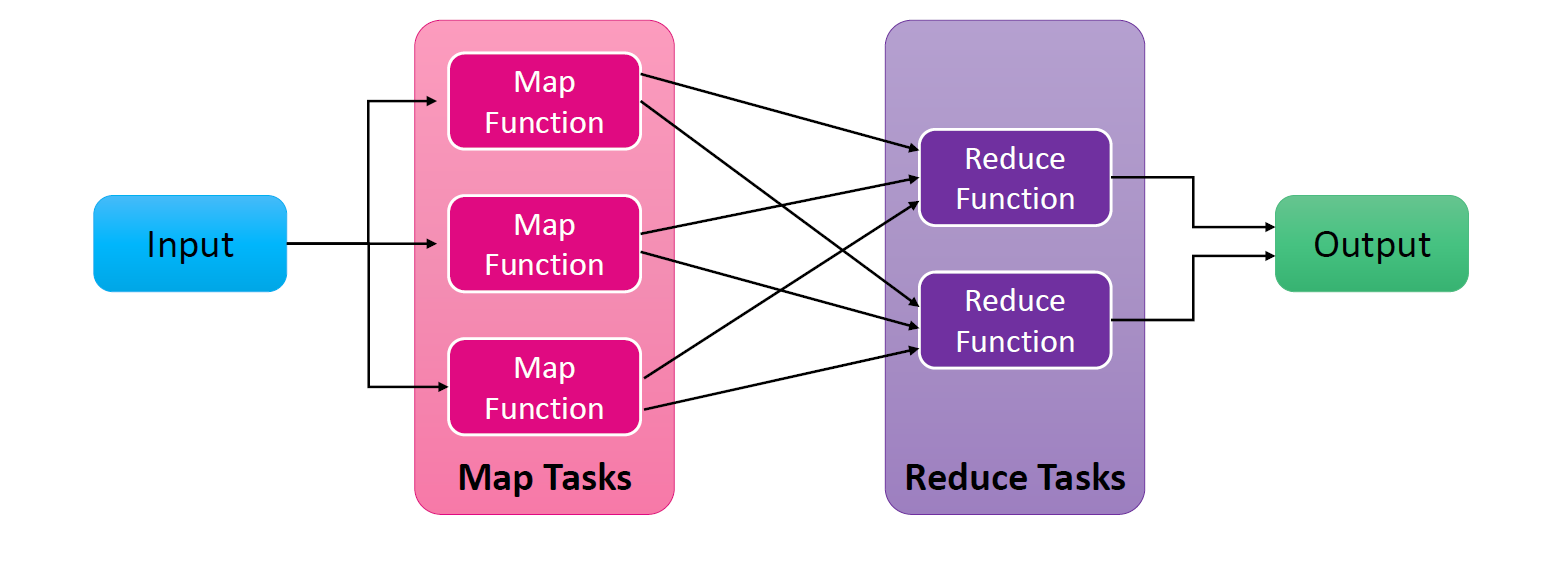 Input
Map
Function
Map
Function
Map
Function
Map Tasks
Reduce
Function
Reduce
Function
Reduce Tasks
Output